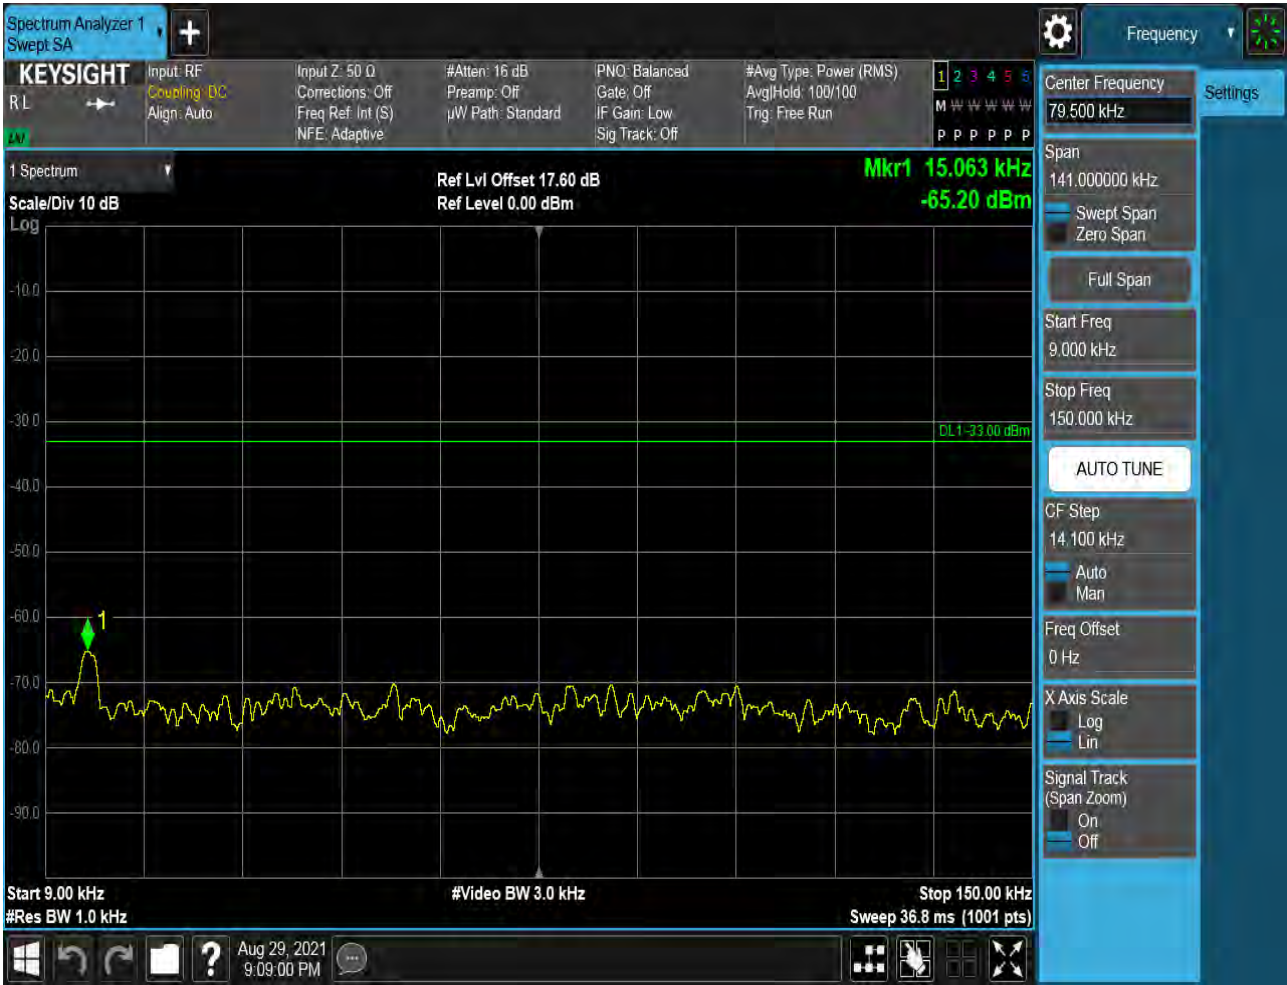 Spectrum Analyzer 1
Swept SA
Frequency
KEYSIGHT
R L
LXI
Input: RF
Coupling: DC
Align: Auto
Input Z: 50 Ω
Corrections: Off
Freq Ref: Int (S)
NFE: Adaptive
#Atten: 16 dB
Preamp: Off
µW Path: Standard
PNO: Balanced
Gate: Off
IF Gain: Low
Sig Track: Off
#Avg Type: Power (RMS)
Avg|Hold: 100/100
Trig: Free Run
1 2 3 4 5 6
M W W W W W
P P P P P P
1 Spectrum
Scale/Div 10 dB
Log
Ref Lvl Offset 17.60 dB
Ref Level 0.00 dBm
Mkr1 15.063 kHz
-65.20 dBm
-10.0
-20.0
-30.0
DL1 -33.00 dBm
-40.0
-50.0
-60.0
1
-70.0
-80.0
-90.0
Start 9.00 kHz
#Video BW 3.0 kHz
Stop 150.00 kHz
#Res BW 1.0 kHz
Sweep 36.8 ms (1001 pts)
Aug 29, 2021
9:09:00 PM
Center Frequency
79.500 kHz
Settings
Span
141.000000 kHz
Swept Span
Zero Span
Full Span
Start Freq
9.000 kHz
Stop Freq
150.000 kHz
AUTO TUNE
CF Step
14.100 kHz
Auto
Man
Freq Offset
0 Hz
X Axis Scale
Log
Lin
Signal Track
(Span Zoom)
On
Off